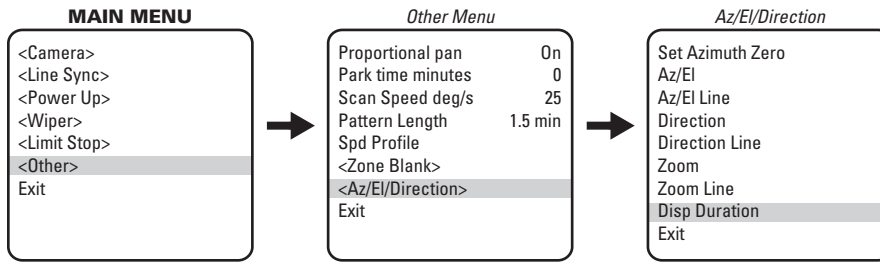 MAIN MENU
<Camera>
<Line Sync>
<Power Up>
<Wiper>
<Limit Stop>
<Other>
Exit
Other Menu
Proportional pan On
Park time minutes 0
Scan Speed deg/s 25
Pattern Length 1.5 min
Spd Profile
<Zone Blank>
<Az/El/Direction>
Exit
Az/El/Direction
Set Azimuth Zero
Az/El
Az/El Line
Direction
Direction Line
Zoom
Zoom Line
Disp Duration
Exit